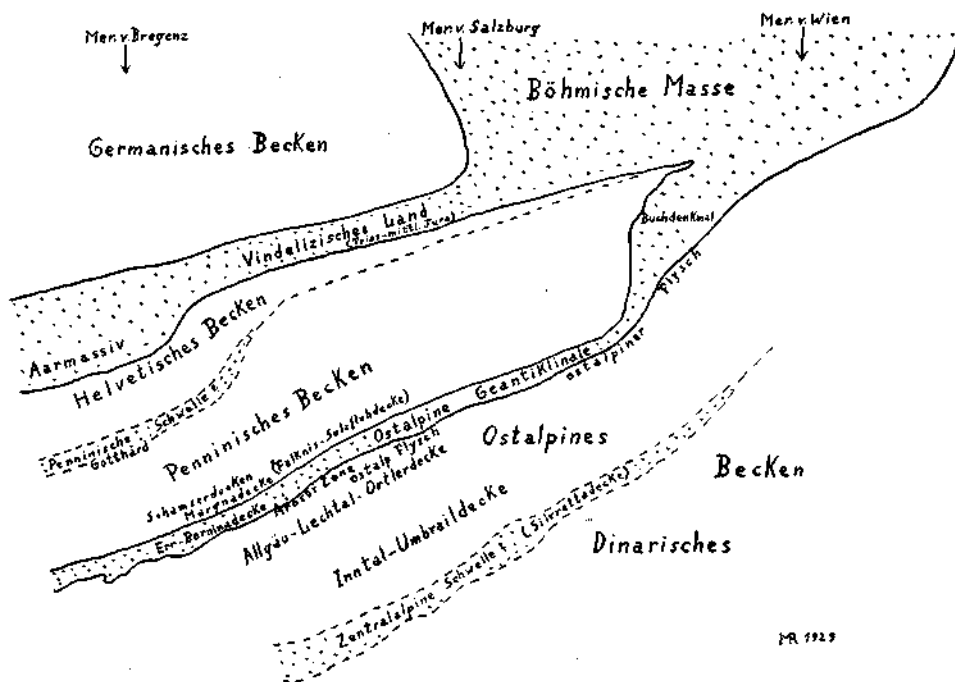 Mer. v. Bregenz
Mer. v. Salzburg
Mer. v. Wien
Böhmische Masse
Germanisches Becken
Buchdenkmal
Vindelizisches Land
(Trias-mittl. Jura)
Flysch
Aarmassiv
Helvetisches Becken
Penninische Schwelle
Gotthard
Penninisches Becken
Ostalpine Geantiklinale
ostalpiner
Schamserdecken (Falknis-Sulzfluhdecke)
Margnadecke
Err-Berninadecke
Aroser Zone
Ostalp Flysch
Allgäu-Liechtal-Ortlerdecke
Ostalpines
Becken
Inntal-Umbraildecke
Dinarisches
Zentralalpine Schwelle (Silvrettadecke)
MR 1929